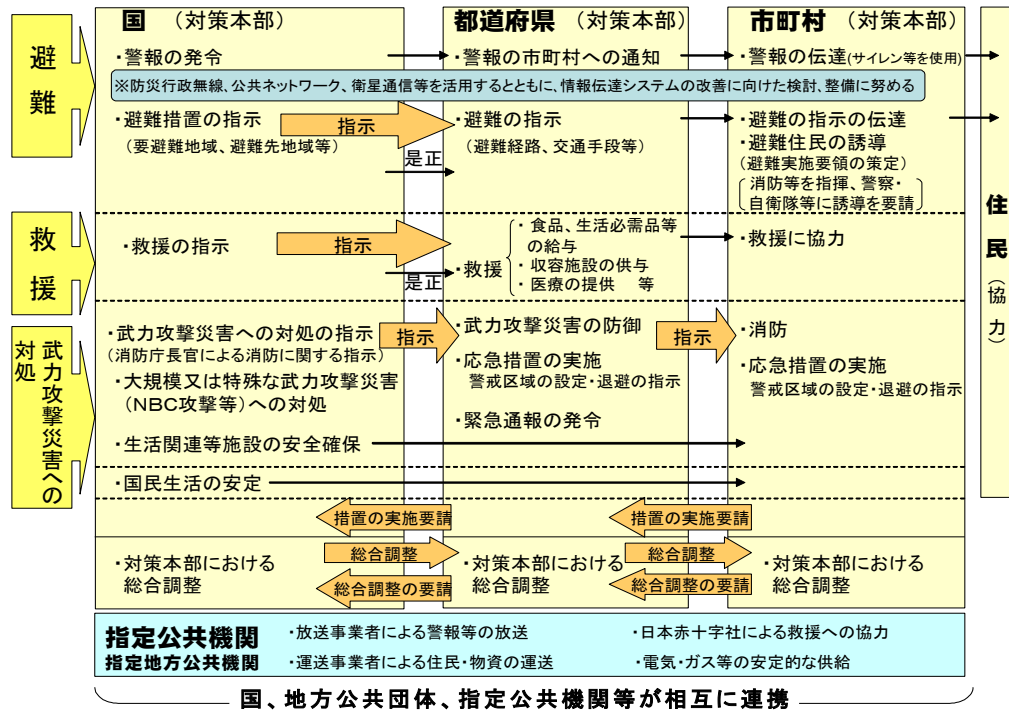 国 （対策本部）
都道府県 （対策本部）
市町村 （対策本部）
避難
・警報の発令
・警報の市町村への通知
・警報の伝達(サイレン等を使用)
※防災行政無線、公共ネットワーク、衛星通信等を活用するとともに、情報伝達システムの改善に向けた検討、整備に努める
・避難措置の指示
（要避難地域、避難先地域等）
指示
是正
・避難の指示
（避難経路、交通手段等）
・避難の指示の伝達
・避難住民の誘導
（避難実施要領の策定）
消防等を指揮、警察・
自衛隊等に誘導を要請
住民（協力）
救援
・救援の指示
指示
是正
・救援
・食品、生活必需品等
の給与
・収容施設の供与
・医療の提供 等
・救援に協力
武力攻撃災害への
対処
・武力攻撃災害への対処の指示
（消防庁長官による消防に関する指示）
・大規模又は特殊な武力攻撃災害
（NBC攻撃等）への対処
指示
・武力攻撃災害の防御
・応急措置の実施
警戒区域の設定・退避の指示
・緊急通報の発令
指示
・消防
・応急措置の実施
警戒区域の設定・退避の指示
・生活関連等施設の安全確保
・国民生活の安定
措置の実施要請
措置の実施要請
・対策本部における
総合調整
総合調整
総合調整の要請
・対策本部における
総合調整
総合調整
総合調整の要請
・対策本部における
総合調整
指定公共機関
指定地方公共機関
・放送事業者による警報等の放送
・日本赤十字社による救援への協力
・運送事業者による住民・物資の運送
・電気・ガス等の安定的な供給
国、地方公共団体、指定公共機関等が相互に連携